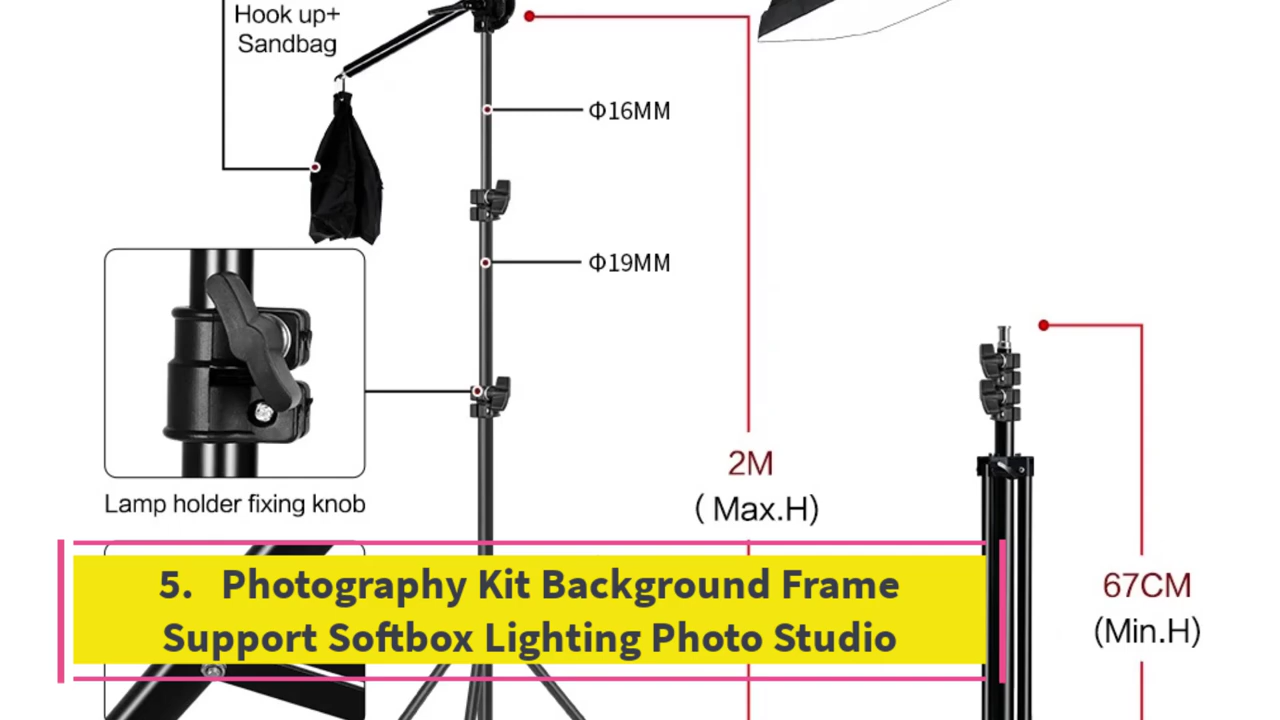 Hook up+
Sandbag
Φ16MM
Φ19MM
Lamp holder fixing knob
2M
( Max.H)
67CM
(Min.H)
5. Photography Kit Background Frame
Support Softbox Lighting Photo Studio